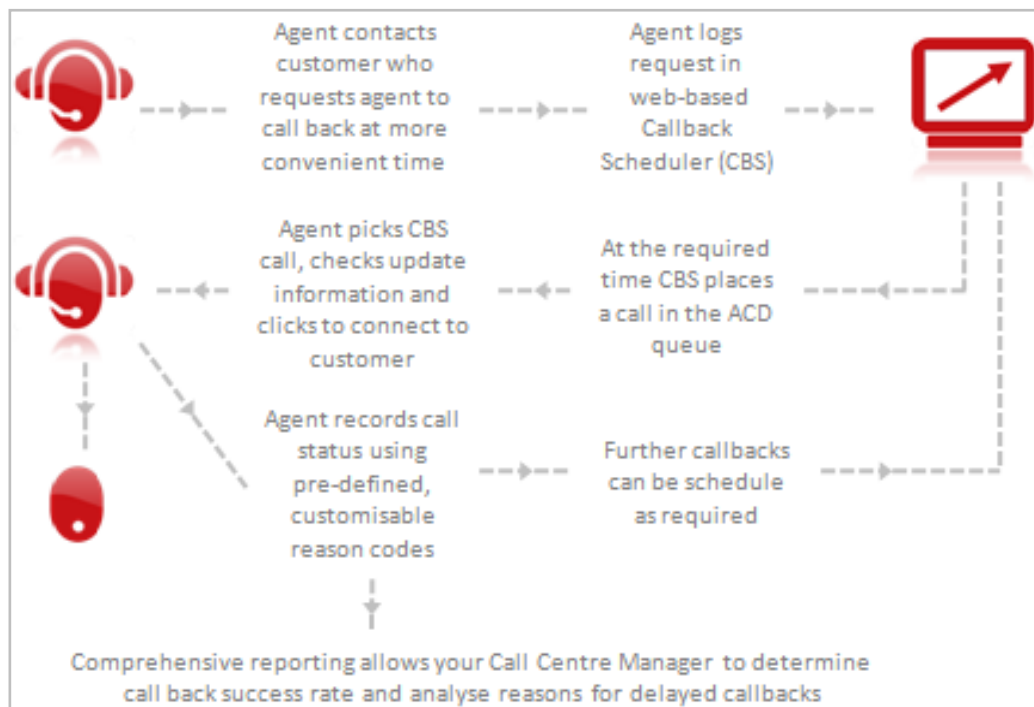 Agent contacts
customer who
requests agent to
call back at more
convenient time
Agent logs
request in
web-based
Callback
Scheduler (CBS)
Agent picks CBS
call, checks update
information and
clicks to connect to
customer
At the required
time CBS places
a call in the ACD
queue
Agent records call
status using
pre-defined,
customisable
reason codes
Further callbacks
can be schedule
as required
Comprehensive reporting allows your Call Centre Manager to determine
call back success rate and analyse reasons for delayed callbacks